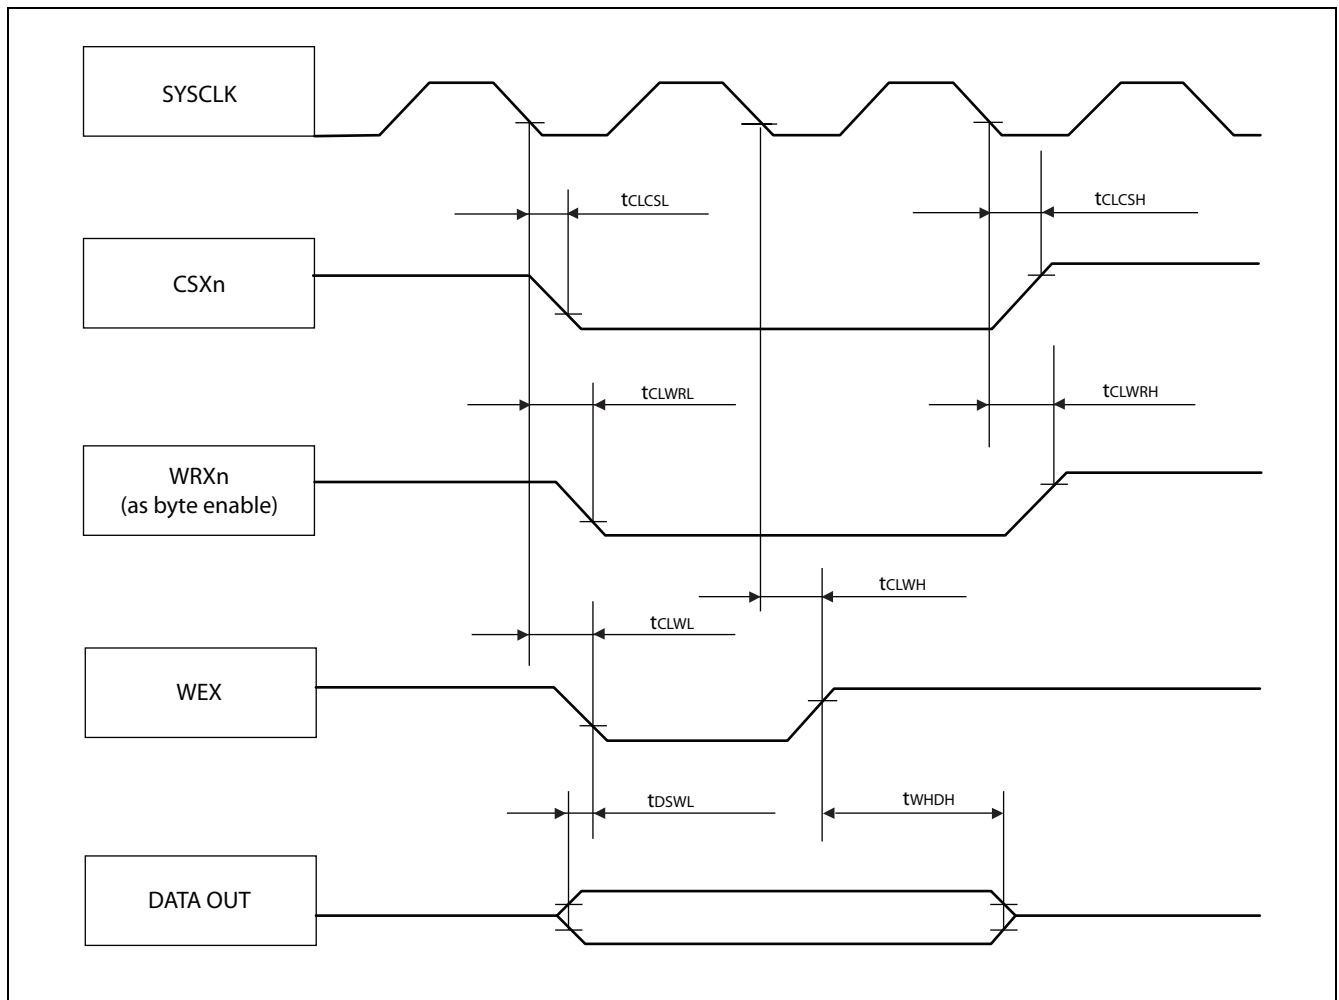 SYSCLK
tCLCSL
tCLCSH
CSXn
tCLWRL
tCLWRH
WRXn
(as byte enable)
tCLWH
tCLWL
WEX
tDSWL
tWHDH
DATA OUT